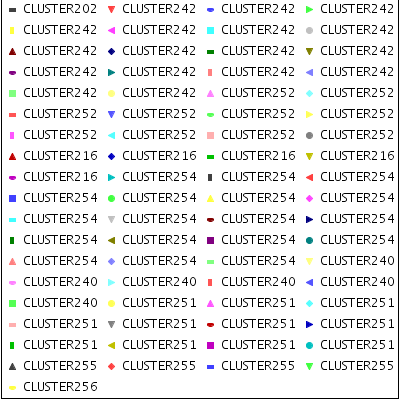 CLUSTER202 CLUSTER242 CLUSTER242 CLUSTER242
CLUSTER242 CLUSTER242 CLUSTER242 CLUSTER242
CLUSTER242 CLUSTER242 CLUSTER242 CLUSTER242
CLUSTER242 CLUSTER242 CLUSTER242 CLUSTER242
CLUSTER242 CLUSTER242 CLUSTER252 CLUSTER252
CLUSTER252 CLUSTER252 CLUSTER252 CLUSTER252
CLUSTER252 CLUSTER252 CLUSTER252 CLUSTER252
CLUSTER216 CLUSTER216 CLUSTER216 CLUSTER216
CLUSTER216 CLUSTER254 CLUSTER254 CLUSTER254
CLUSTER254 CLUSTER254 CLUSTER254 CLUSTER254
CLUSTER254 CLUSTER254 CLUSTER254 CLUSTER254
CLUSTER254 CLUSTER254 CLUSTER254 CLUSTER254
CLUSTER254 CLUSTER254 CLUSTER254 CLUSTER240
CLUSTER240 CLUSTER240 CLUSTER240 CLUSTER240
CLUSTER240 CLUSTER251 CLUSTER251 CLUSTER251
CLUSTER251 CLUSTER251 CLUSTER251 CLUSTER251
CLUSTER251 CLUSTER251 CLUSTER251 CLUSTER251
CLUSTER255 CLUSTER255 CLUSTER255 CLUSTER255
CLUSTER256